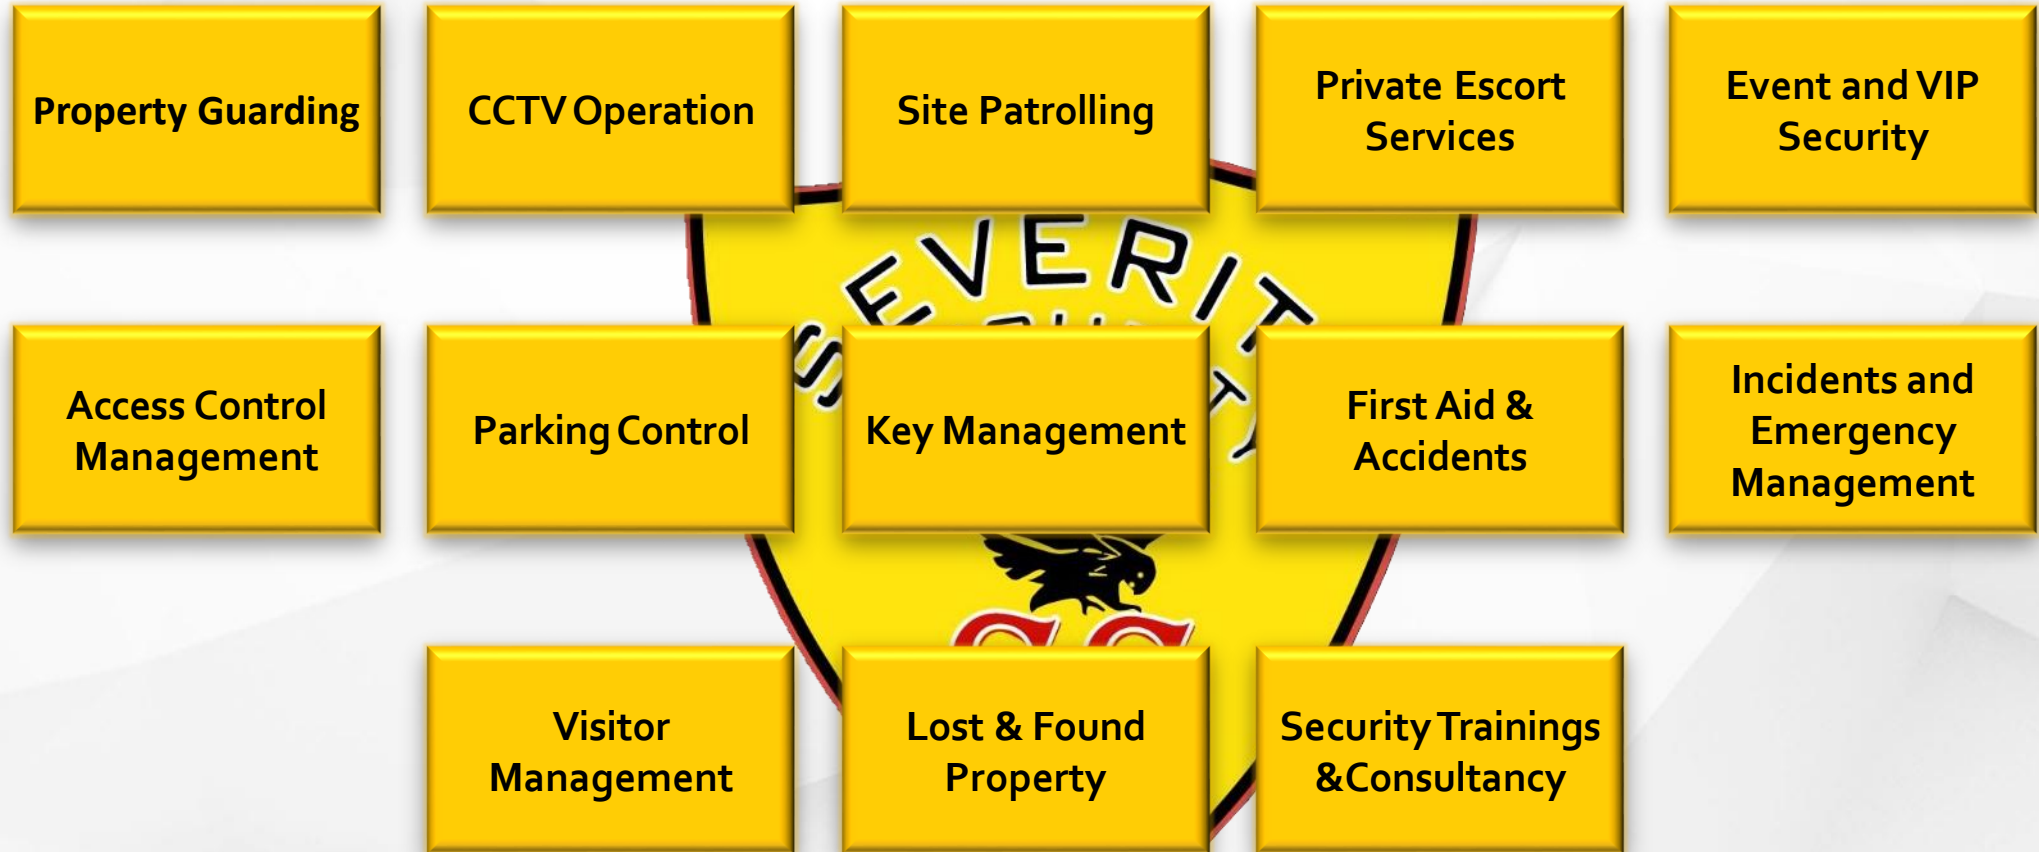 Property Guarding
CCTV Operation
Site Patrolling
Private Escort
Services
Event and VIP
Security
Access Control
Management
Parking Control
Key Management
First Aid &
Accidents
Incidents and
Emergency
Management
Visitor
Management
Lost & Found
Property
Security Trainings
&Consultancy